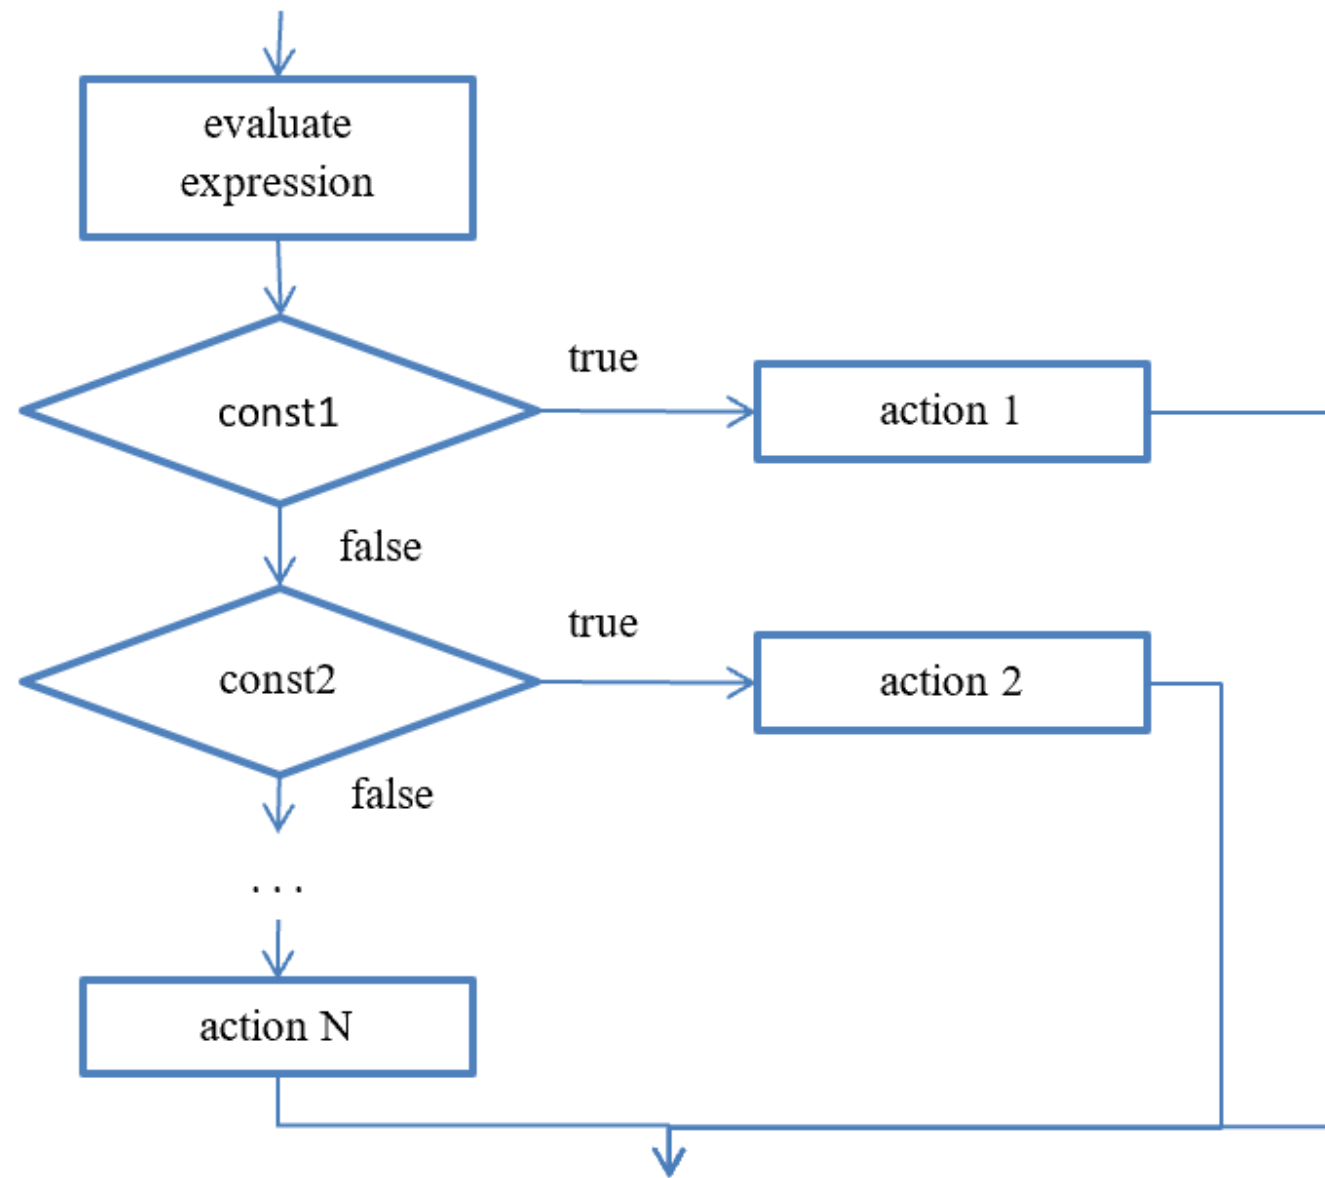 evaluate
expression
true
const1
action 1
false
true
const2
action 2
false
. . .
action N